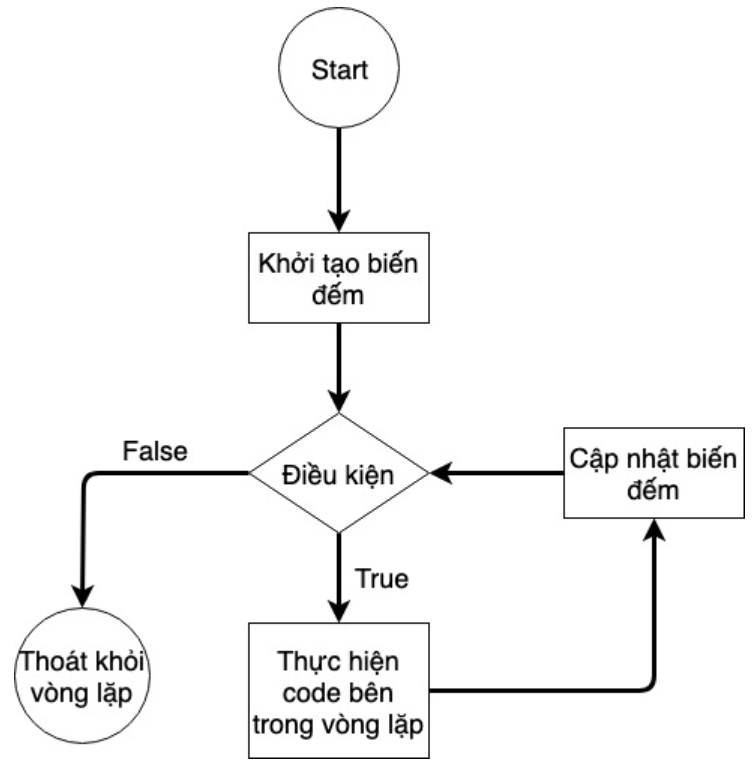 Start
Khởi tạo biến
đếm
False
Điều kiện
Cập nhật biến
đếm
True
Thoát khỏi
vòng lặp
Thực hiện
code bên
trong vòng lặp